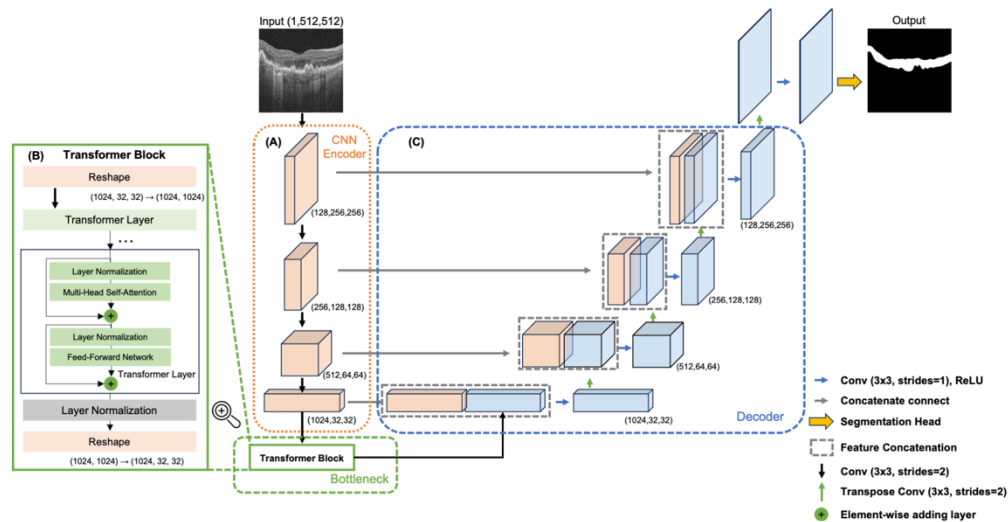 Input (1,512,512)
Output
(A)
CNN
Encoder
(C)
(B)
Transformer Block
Reshape
(1024, 32, 32) → (1024, 1024)
Transformer Layer
...
Layer Normalization
Multi-Head Self-Attention
+
Layer Normalization
Feed-Forward Network
Transformer Layer
+
Layer Normalization
Reshape
(1024, 1024) → (1024, 32, 32)
(128,256,256)
(256,128,128)
(512,64,64)
(1024,32,32)
Transformer Block
Bottleneck
(128,256,256)
(256,128,128)
(512,64,64)
(1024,32,32)
Decoder
Conv (3x3, strides=1), ReLU
Concatenate connect
Segmentation Head
Feature Concatenation
Conv (3x3, strides=2)
Transpose Conv (3x3, strides=2)
+
Element-wise adding layer